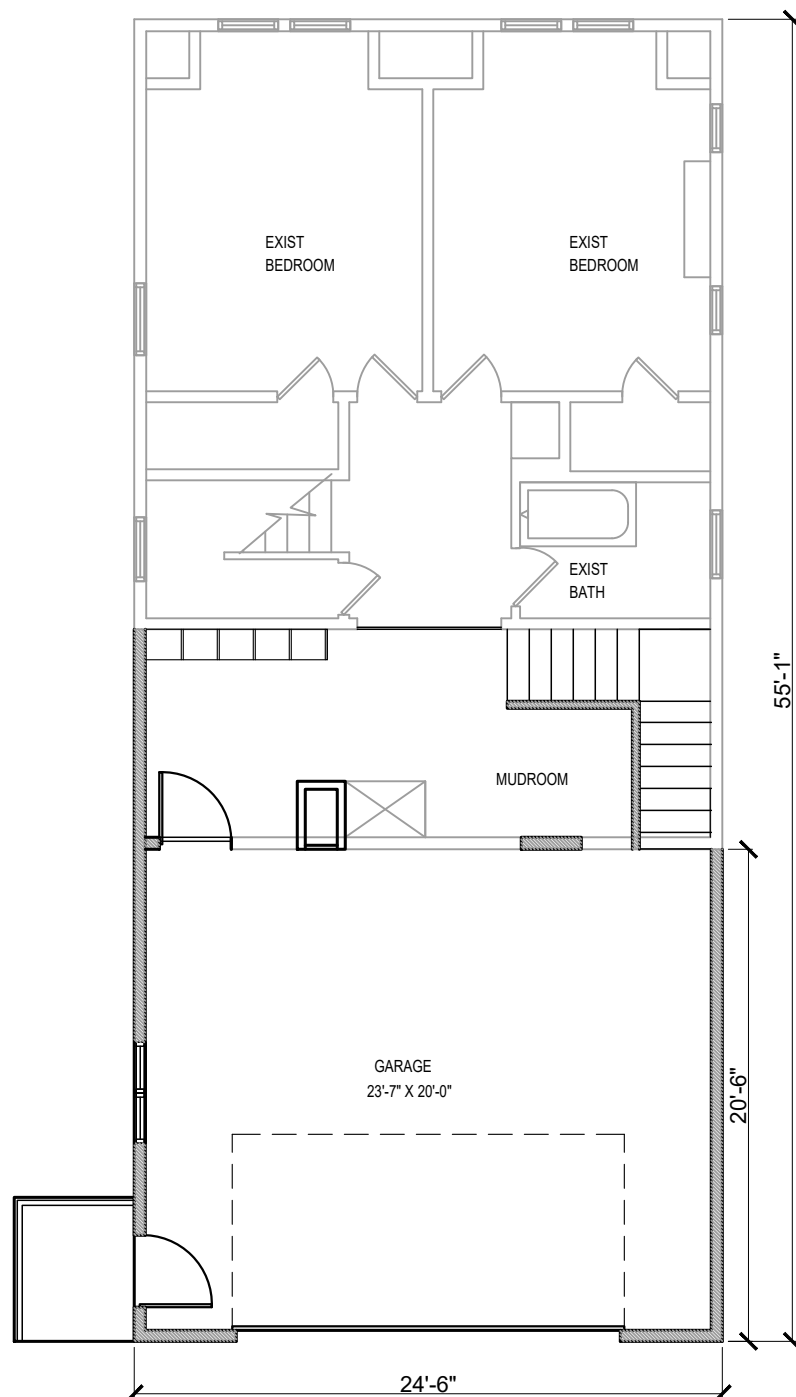 EXIST
BEDROOM
EXIST
BEDROOM
EXIST
BATH
55'-1"
MUDROOM
GARAGE
23'-7" X 20'-0"
20'-6"
24'-6"